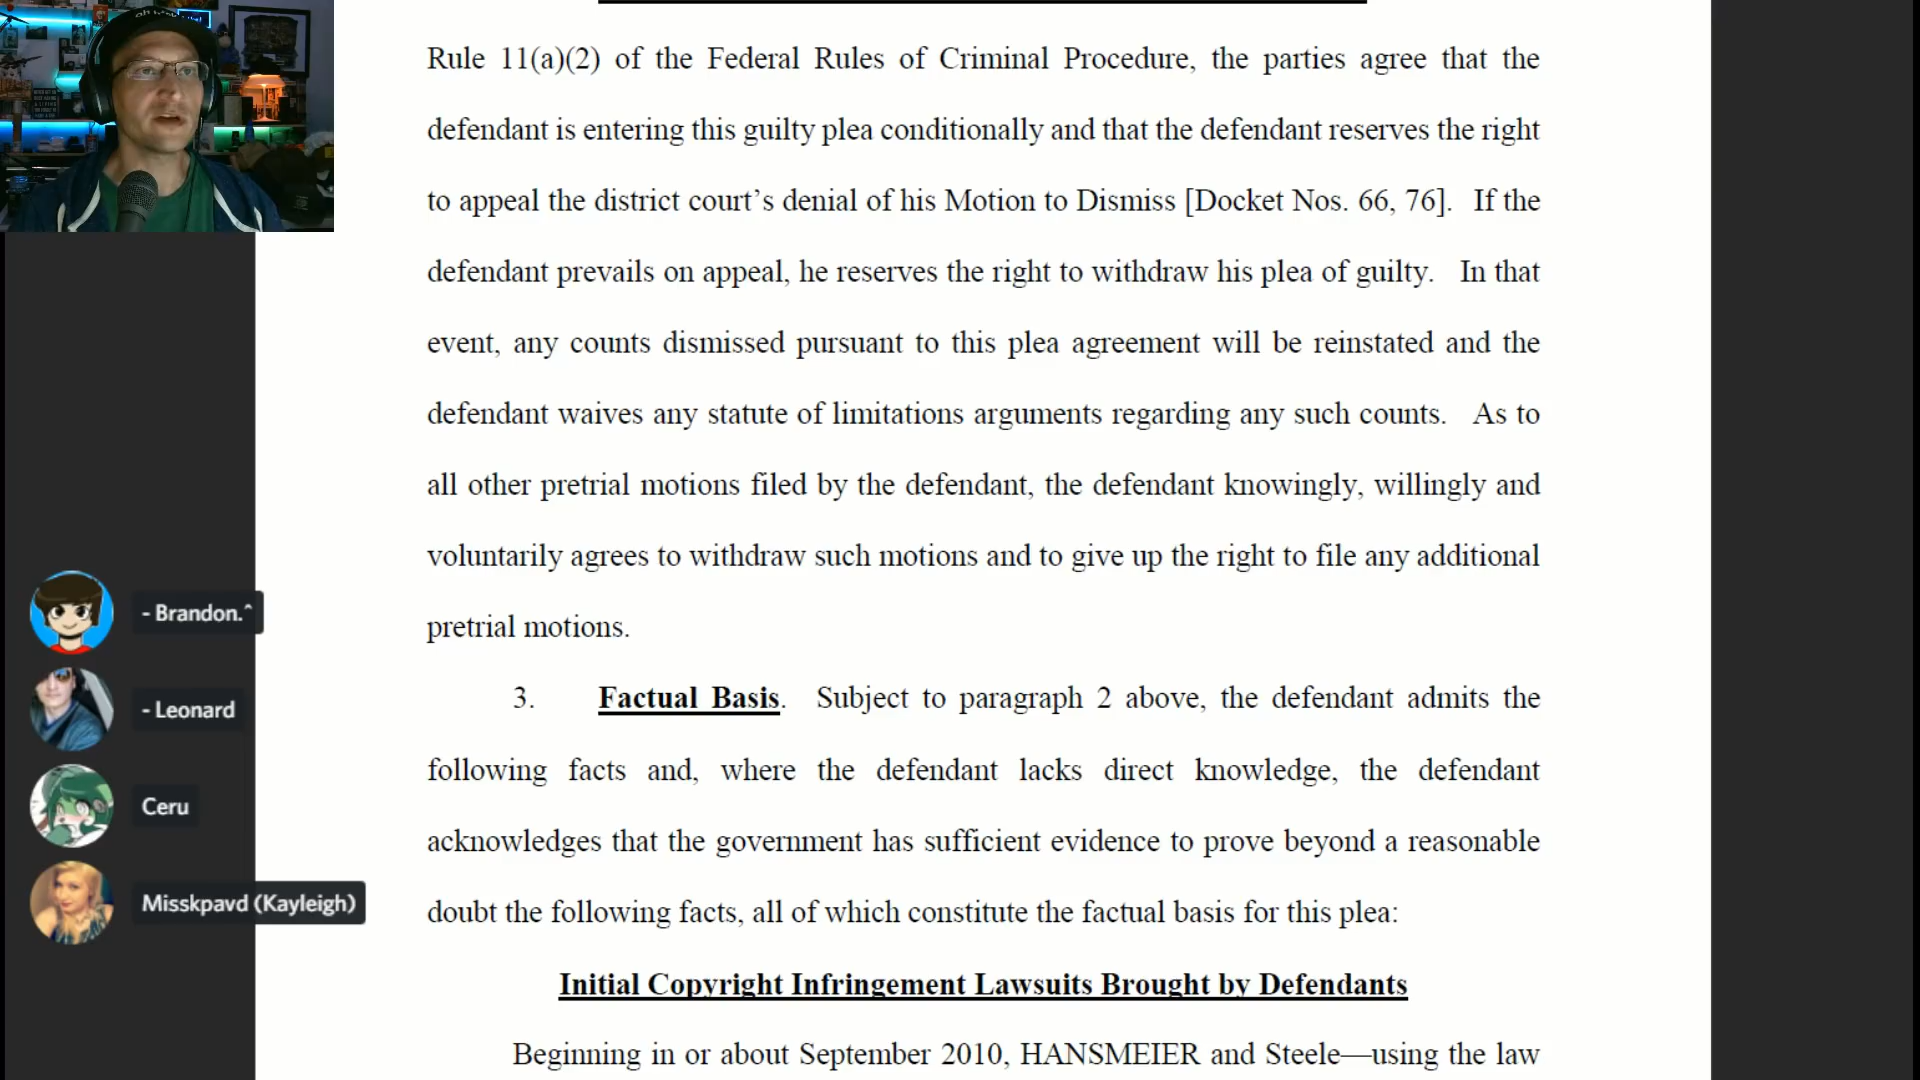 Rule 11(a)(2) of the Federal Rules of Criminal Procedure, the parties agree that the
defendant is entering this guilty plea conditionally and that the defendant reserves the right
to appeal the district court’s denial of his Motion to Dismiss [Docket Nos. 66, 76].  If the
defendant prevails on appeal, he reserves the right to withdraw his plea of guilty.  In that
event, any counts dismissed pursuant to this plea agreement will be reinstated and the
defendant waives any statute of limitations arguments regarding any such counts.  As to
all other pretrial motions filed by the defendant, the defendant knowingly, willingly and
voluntarily agrees to withdraw such motions and to give up the right to file any additional
pretrial motions.
3. Factual Basis.  Subject to paragraph 2 above, the defendant admits the
following facts and, where the defendant lacks direct knowledge, the defendant
acknowledges that the government has sufficient evidence to prove beyond a reasonable
doubt the following facts, all of which constitute the factual basis for this plea:
Initial Copyright Infringement Lawsuits Brought by Defendants
Beginning in or about September 2010, HANSMEIER and Steele—using the law
- Brandon.^
- Leonard
Ceru
Misskpavd (Kayleigh)